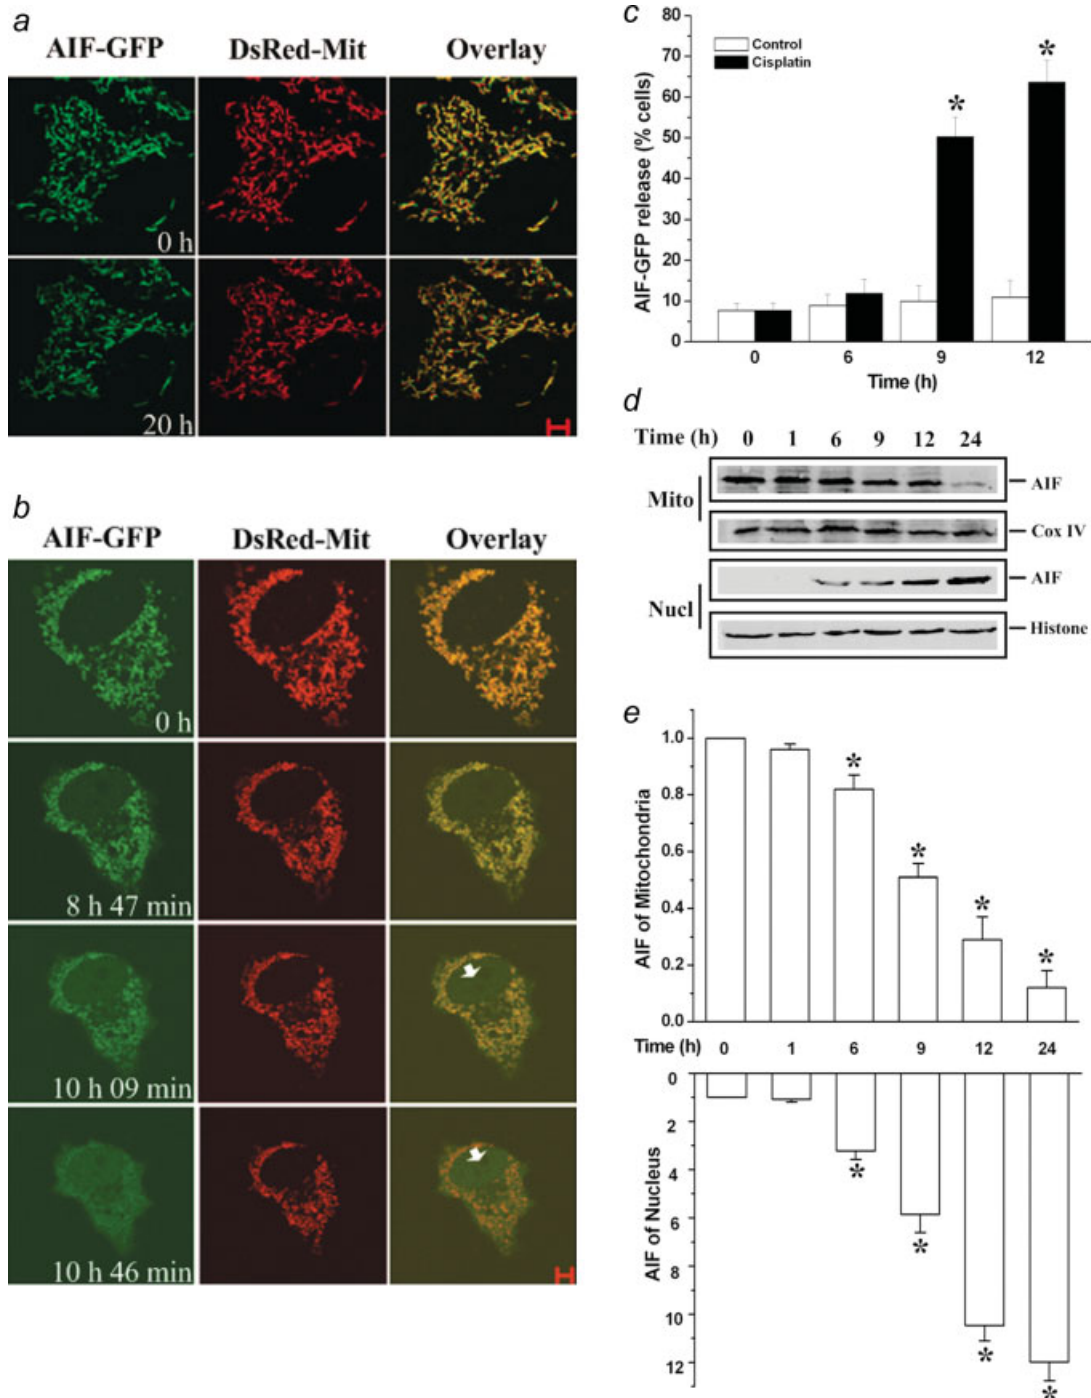 a
AIF-GFP DsRed-Mit Overlay
0 h
20 h
b
AIF-GFP DsRed-Mit Overlay
0 h
8 h 47 min
10 h 09 min
10 h 46 min
c
Control
Cisplatin
AIF-GFP release (% cells)
80
70
60
50
40
30
20
10
0
* *
0 6 9 12
Time (h)
d
Time (h) 0 1 6 9 12 24
Mito
AIF
Cox IV
Nucl
AIF
Histone
e
AIF of Mitochondria
1.0
0.8
0.6
0.4
0.2
0.0
* * * *
Time (h) 0 1 6 9 12 24
AIF of Nucleus
0
2
4
6
8
10
12
* * * *